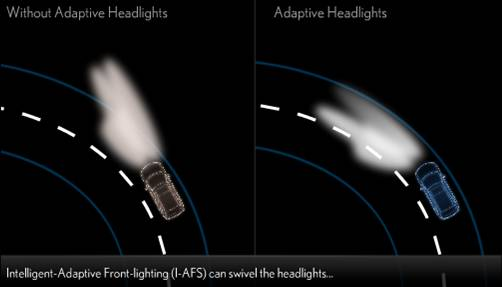 Without Adaptive Headlights
Adaptive Headlights
Intelligent-Adaptive Front-lighting (I-AFS) can swivel the headlights...